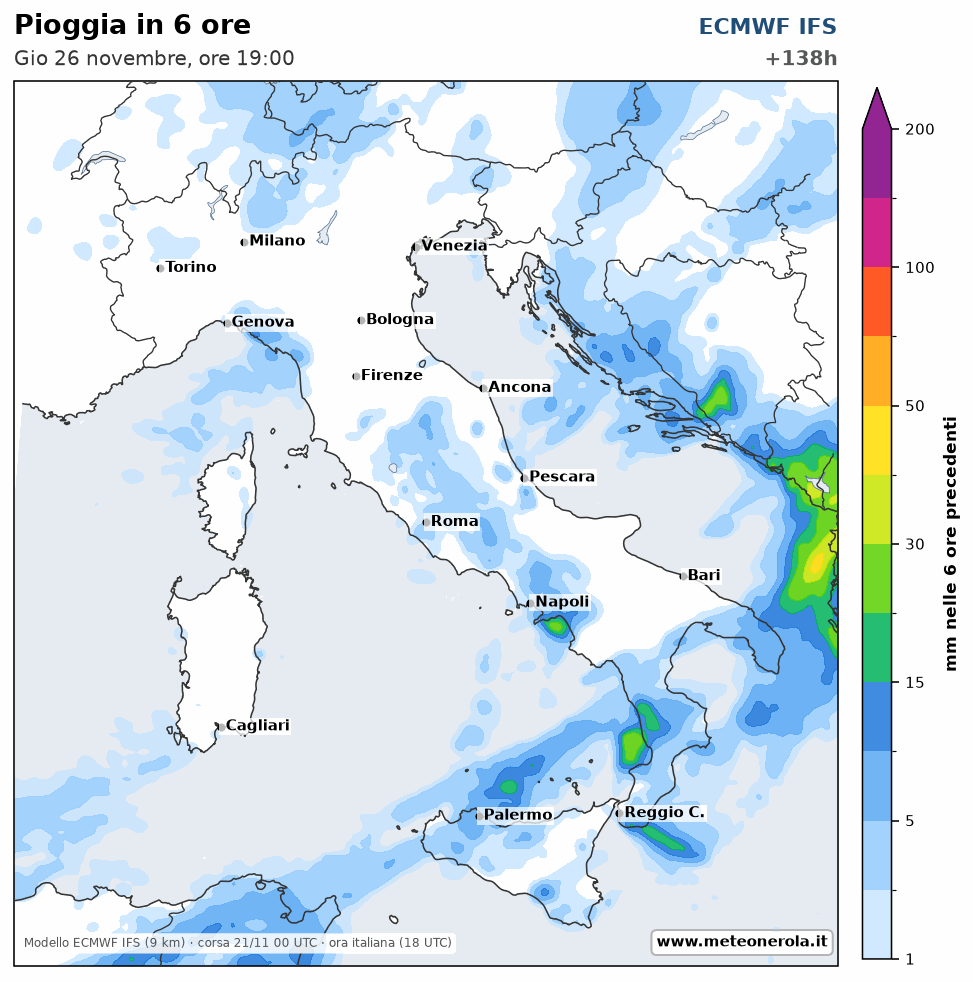 Pioggia in 6 ore
ECMWF IFS
Gio 26 novembre, ore 19:00
+138h
200
100
50
30
15
5
1
mm nelle 6 ore precedenti
Milano
Venezia
Torino
Genova
Bologna
Firenze
Ancona
Pescara
Roma
Bari
Napoli
Cagliari
Palermo
Reggio C.
Modello ECMWF IFS (9 km) · corsa 21/11 00 UTC · ora italiana (18 UTC)
www.meteonerola.it